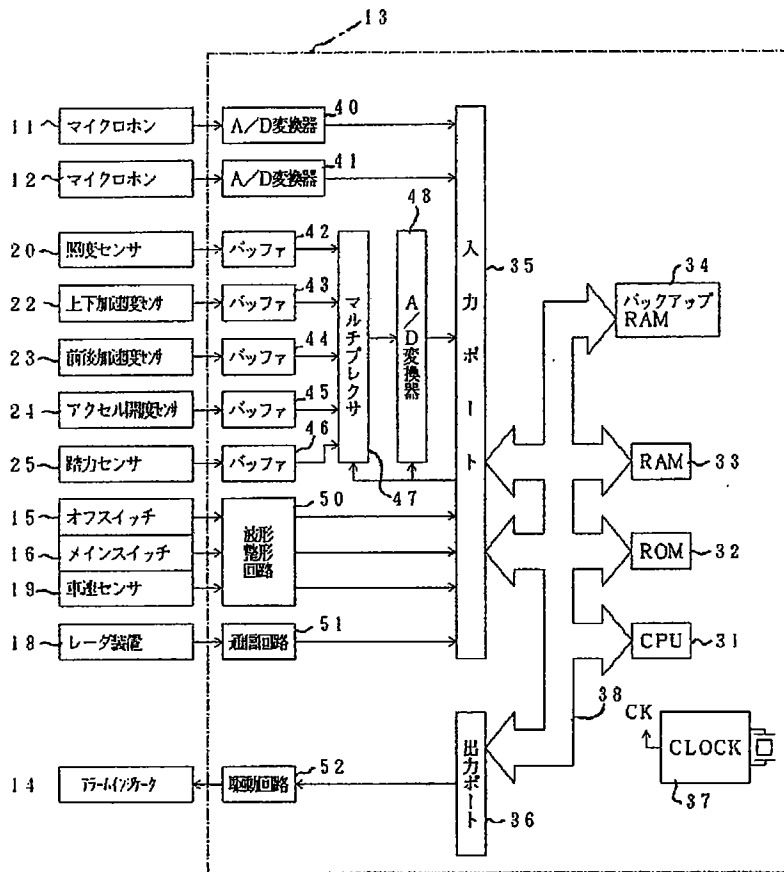 13
11 マイクロホン A/D変換器 40
12 マイクロホン A/D変換器 41
20 照度センサ バッファ 42
22 上下加速度センサ バッファ 43
23 前後加速度センサ バッファ 44
24 アクセル開度センサ バッファ 45
25 踏力センサ バッファ 46
マルチプレクサ 47
A/D変換器 48
入力ポート 35
15 オフスイッチ
16 メインスイッチ
19 車速センサ
波形
整形
回路
50
18 レーダ装置 通信回路 51
14 アラームインジケータ 駆動回路 52
出力ポート 36
バックアップ
RAM
34
RAM 33
ROM 32
CPU 31
38
CK
CLOCK
37